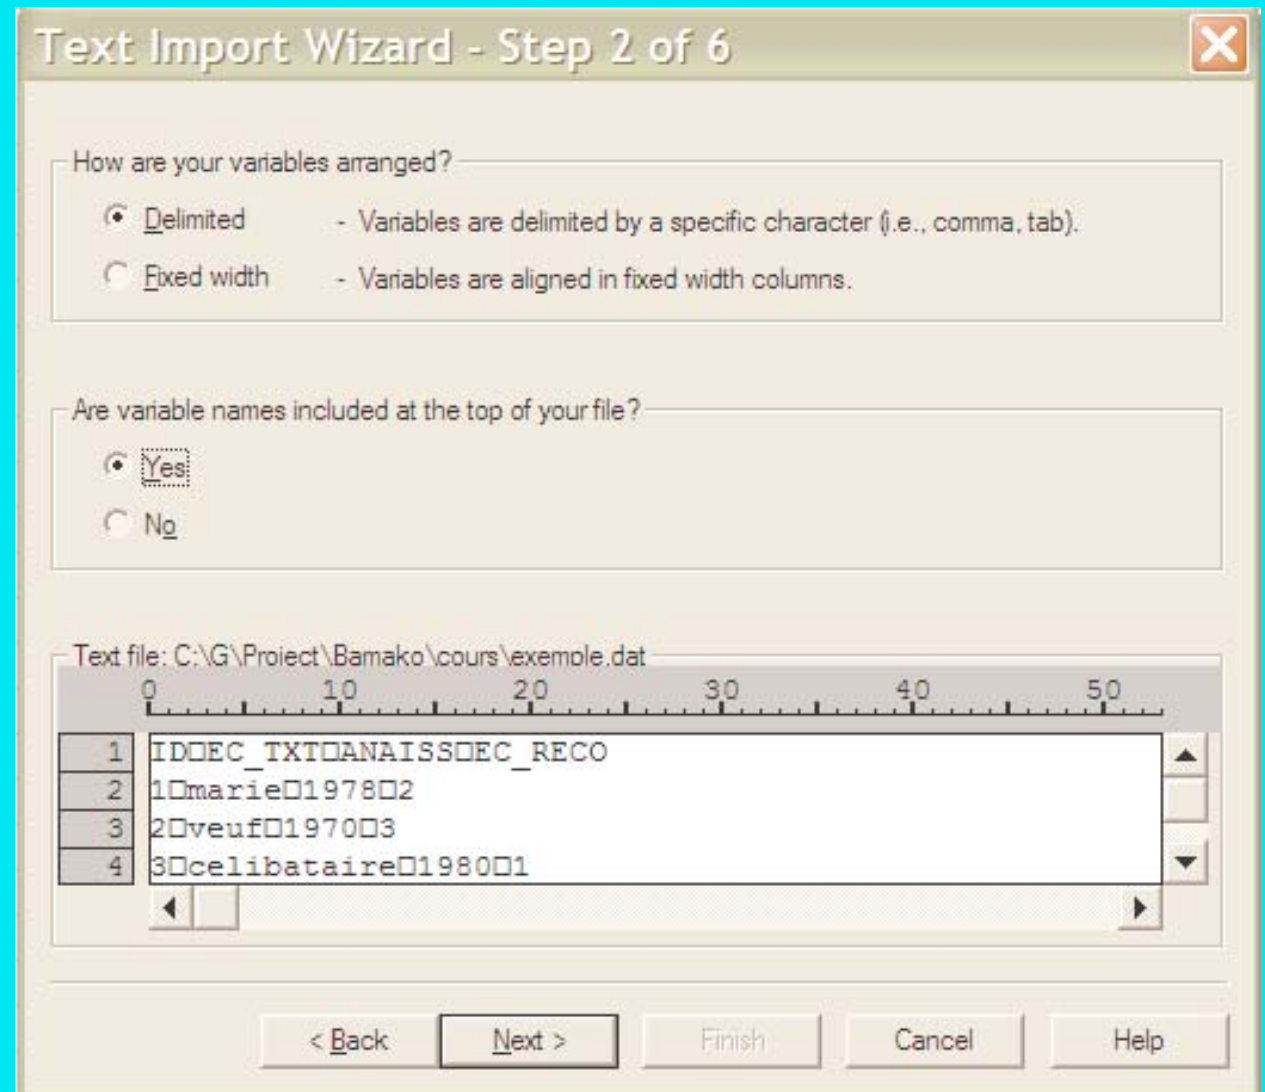 Text Import Wizard - Step 2 of 6
How are your variables arranged?
Delimited - Variables are delimited by a specific character (i.e., comma, tab).
Fixed width - Variables are aligned in fixed width columns.
Are variable names included at the top of your file?
Yes
No
Text file: C:\G\Project\Bamako\cours\exemple.dat
0 10 20 30 40 50
1 ID□EC_TXT□ANAISS□EC_RECO
2 1□marie□1978□2
3 2□veuf□1970□3
4 3□celibataire□1980□1
< Back Next > Finish Cancel Help